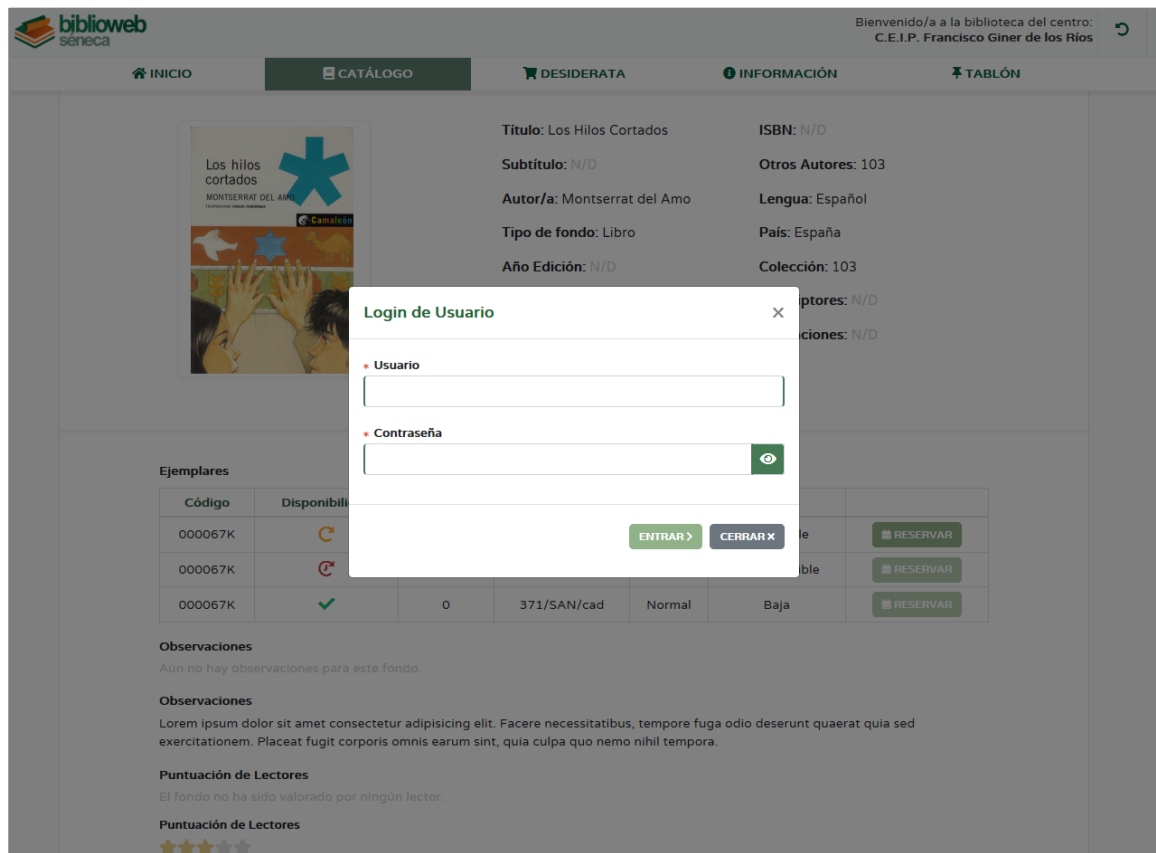 biblioweb
séneca
Bienvenido/a a la biblioteca del centro:
C.E.I.P. Francisco Giner de los Ríos
INICIO
CATÁLOGO
DESIDERATA
INFORMACIÓN
TABLÓN
Los hilos
cortados
MONTSERRAT DEL AMO
Camaleón
Título: Los Hilos Cortados
ISBN: N/D
Subtítulo: N/D
Otros Autores: 103
Autor/a: Montserrat del Amo
Lengua: Español
Tipo de fondo: Libro
País: España
Año Edición: N/D
Colección: 103
iptores: N/D
ciones: N/D
Login de Usuario
* Usuario
* Contraseña
ENTRAR
CERRAR
Ejemplares
Código Disponibili
000067K le RESERVAR
000067K ible RESERVAR
000067K 0 371/SAN/cad Normal Baja RESERVAR
Observaciones
Aún no hay observaciones para este fondo.
Observaciones
Lorem ipsum dolor sit amet consectetur adipisicing elit. Facere necessitatibus, tempore fuga odio deserunt quaerat quia sed
exercitationem. Placeat fugit corporis omnis earum sint, quia culpa quo nemo nihil tempora.
Puntuación de Lectores
El fondo no ha sido valorado por ningún lector.
Puntuación de Lectores